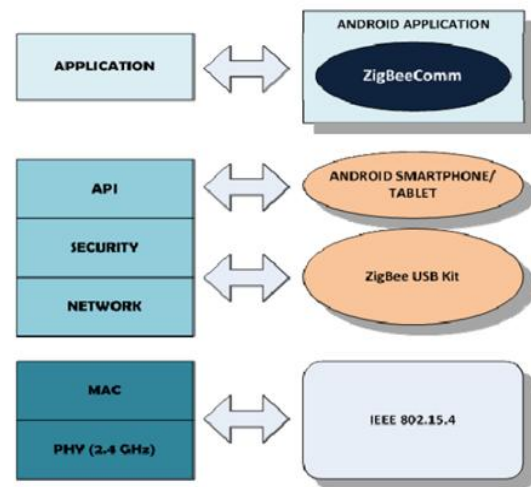 APPLICATION
ANDROID APPLICATION
ZigBeeComm
API
SECURITY
NETWORK
ANDROID SMARTPHONE/
TABLET
ZigBee USB Kit
MAC
PHY (2.4 GHz)
IEEE 802.15.4